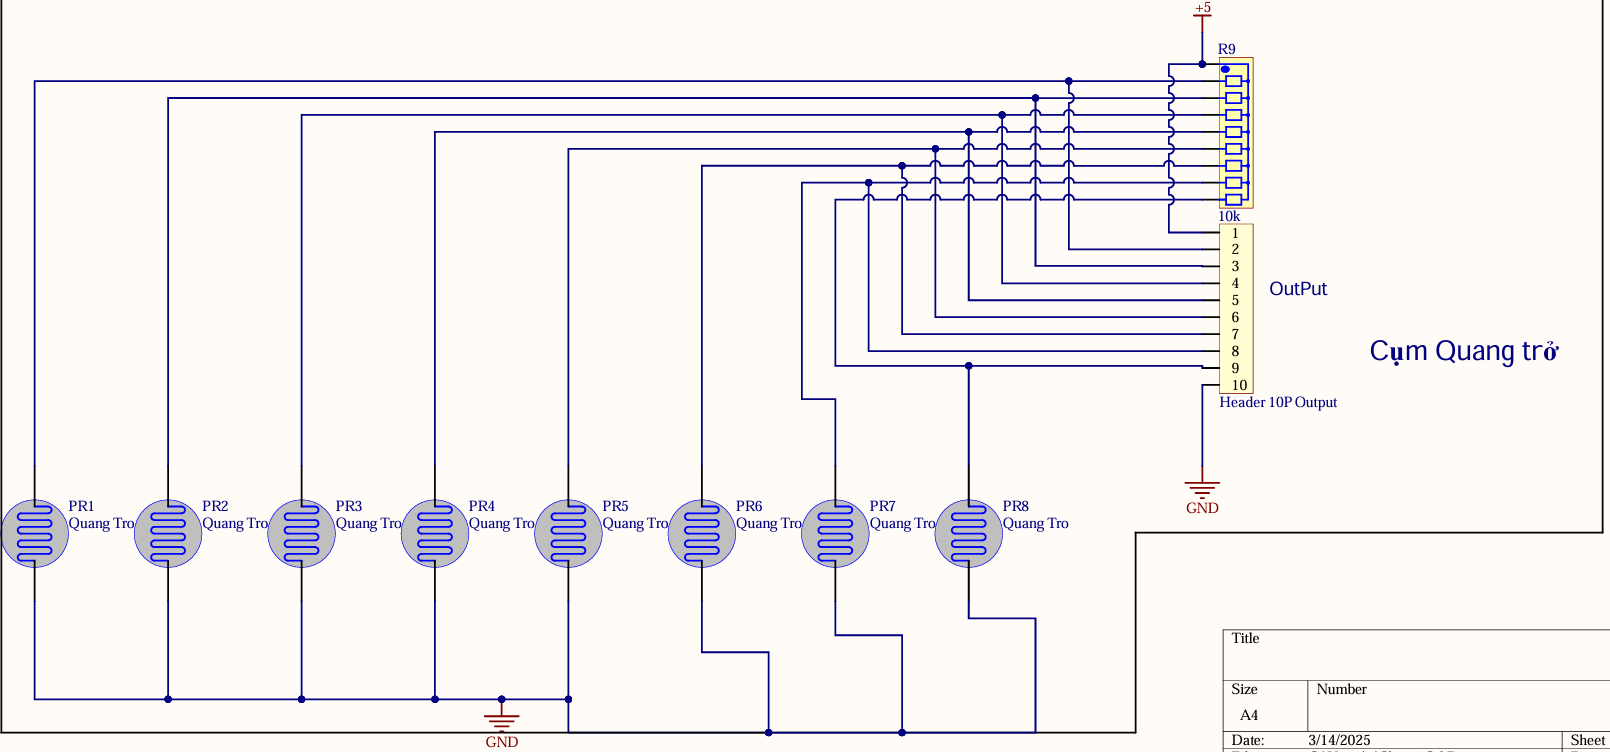 +5
R9
10k
1
2
3
4
5
6
7
8
9
10
OutPut
Cụm Quang trở
Header 10P Output
GND
PR1
Quang Tro
PR2
Quang Tro
PR3
Quang Tro
PR4
Quang Tro
PR5
Quang Tro
PR6
Quang Tro
PR7
Quang Tro
PR8
Quang Tro
GND
Title
Size
Number
A4
Date:
3/14/2025
Sheet